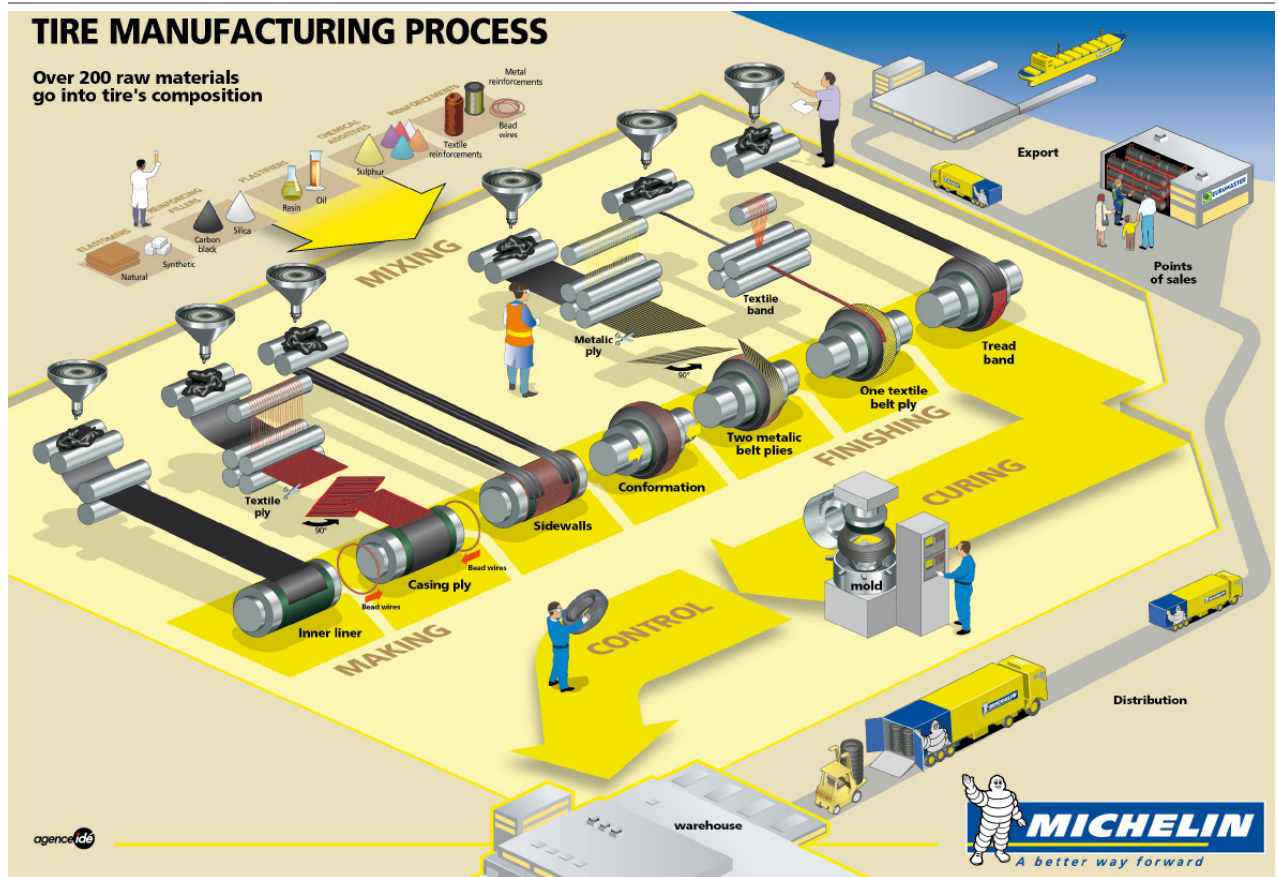 TIRE MANUFACTURING PROCESS
Over 200 raw materials
go into tire's composition
ELASTOMERS
Natural
Synthetic
REINFORCING
FILLERS
Carbon
black
Silica
PLASTIFIERS
Resin
Oil
CHEMICAL
ADDITIVES
Sulphur
REINFORCEMENTS
Textile
reinforcements
Metal
reinforcements
Bead
wires
MIXING
Export
EUROMASTER
Points
of sales
Textile
band
Metalic
ply
90°
Tread
band
One textile
belt ply
Two metalic
belt plies
FINISHING
Conformation
Sidewalls
Textile
ply
90°
Casing ply
Bead wires
Bead wires
Inner liner
MAKING
CURING
mold
CONTROL
MICHELIN
Distribution
warehouse
agence idé
MICHELIN
A better way forward